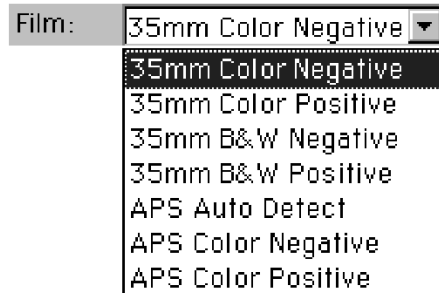 Film: 35mm Color Negative
35mm Color Negative
35mm Color Positive
35mm B&W Negative
35mm B&W Positive
APS Auto Detect
APS Color Negative
APS Color Positive